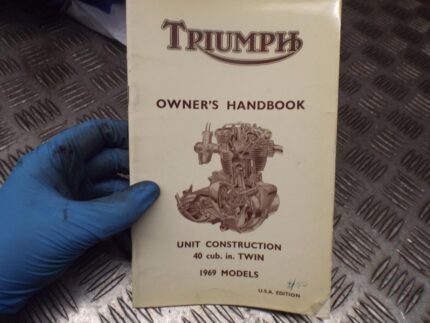 TRIUMPH
OWNER'S HANDBOOK
UNIT CONSTRUCTION
40 cub. in. TWIN
1969 MODELS
U.S.A. EDITION